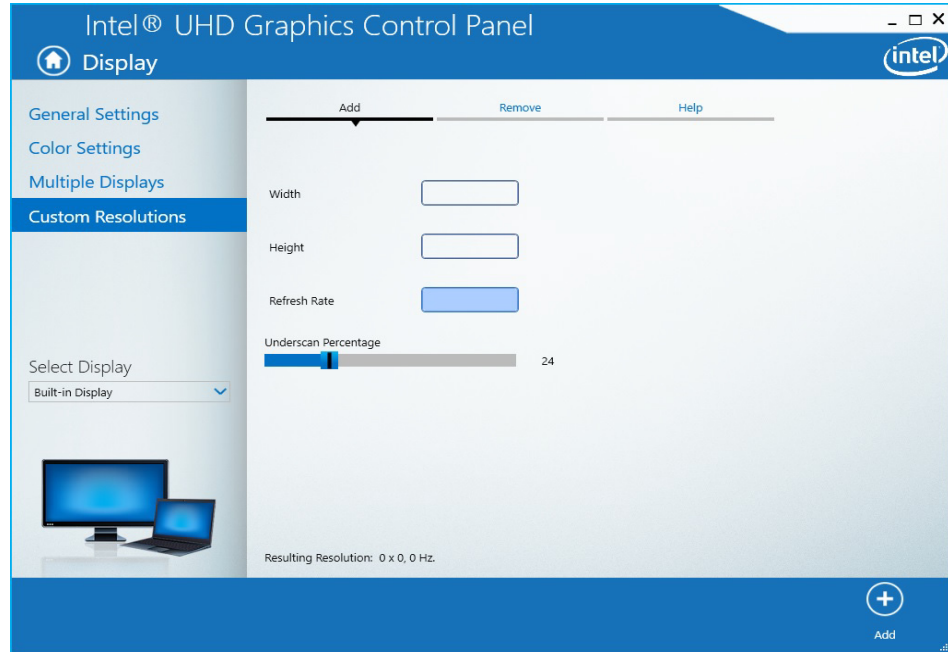 Intel® UHD Graphics Control Panel
Display
intel
General Settings
Color Settings
Multiple Displays
Custom Resolutions
Select Display
Built-in Display
Add
Remove
Help
Width
Height
Refresh Rate
Underscan Percentage
24
Resulting Resolution: 0 x 0, 0 Hz.
Add